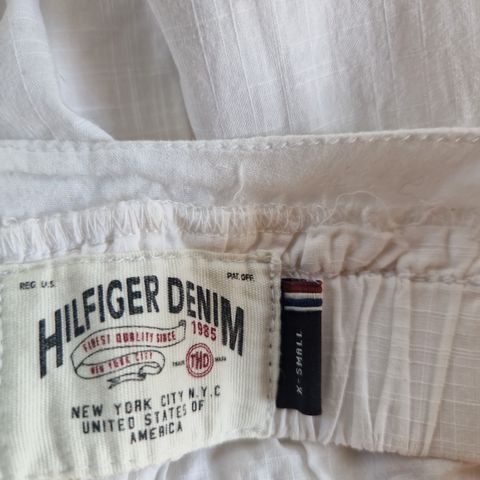 REG U.S. PAT. OFF.
HILFIGER DENIM
FINEST QUALITY SINCE 1985
NEW YORK CITY
TRADE THD MARK
NEW YORK CITY N.Y.C
UNITED STATES OF
AMERICA
X-SMALL